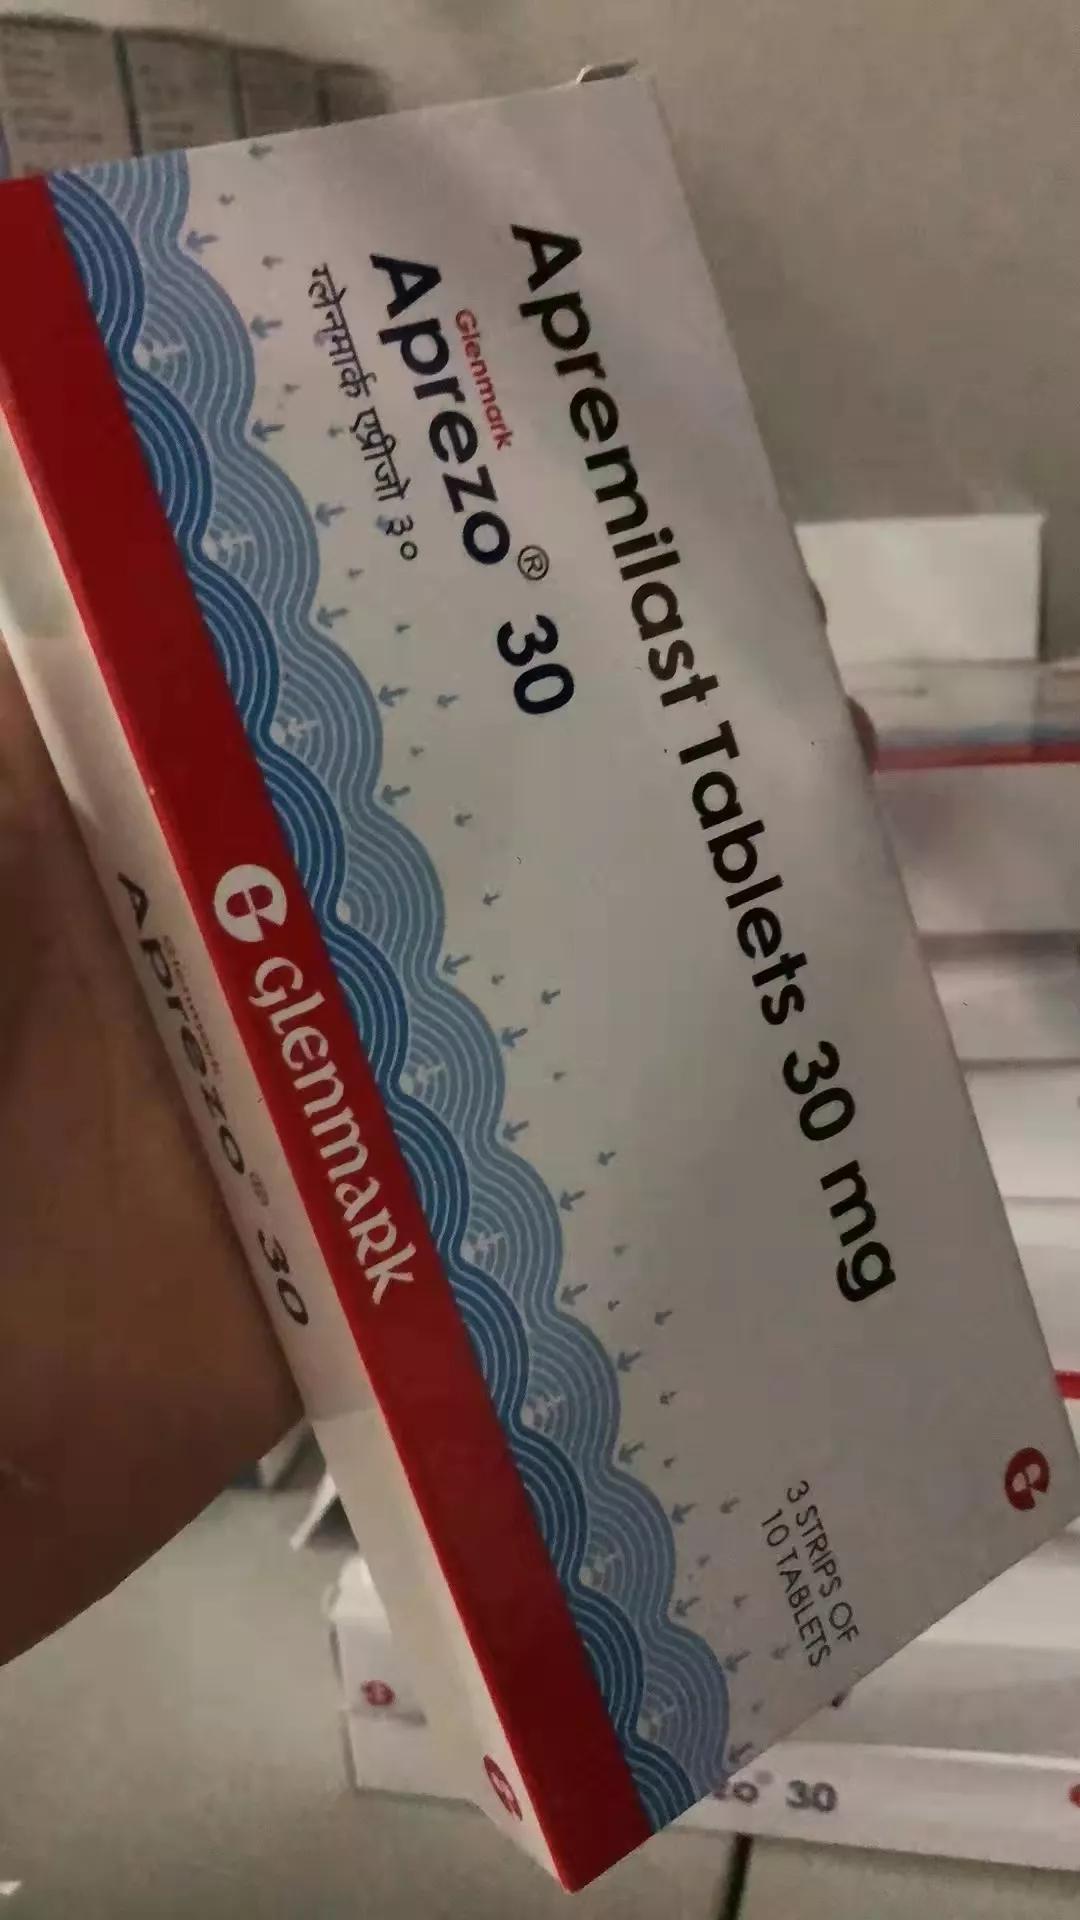 Apremilast Tablets 30 mg
Glenmark
Aprezo® 30
ग्लेनमार्क एप्रीजो ३०
3 STRIPS OF
10 TABLETS
Glenmark
Glenmark
Aprezo® 30
zo® 30